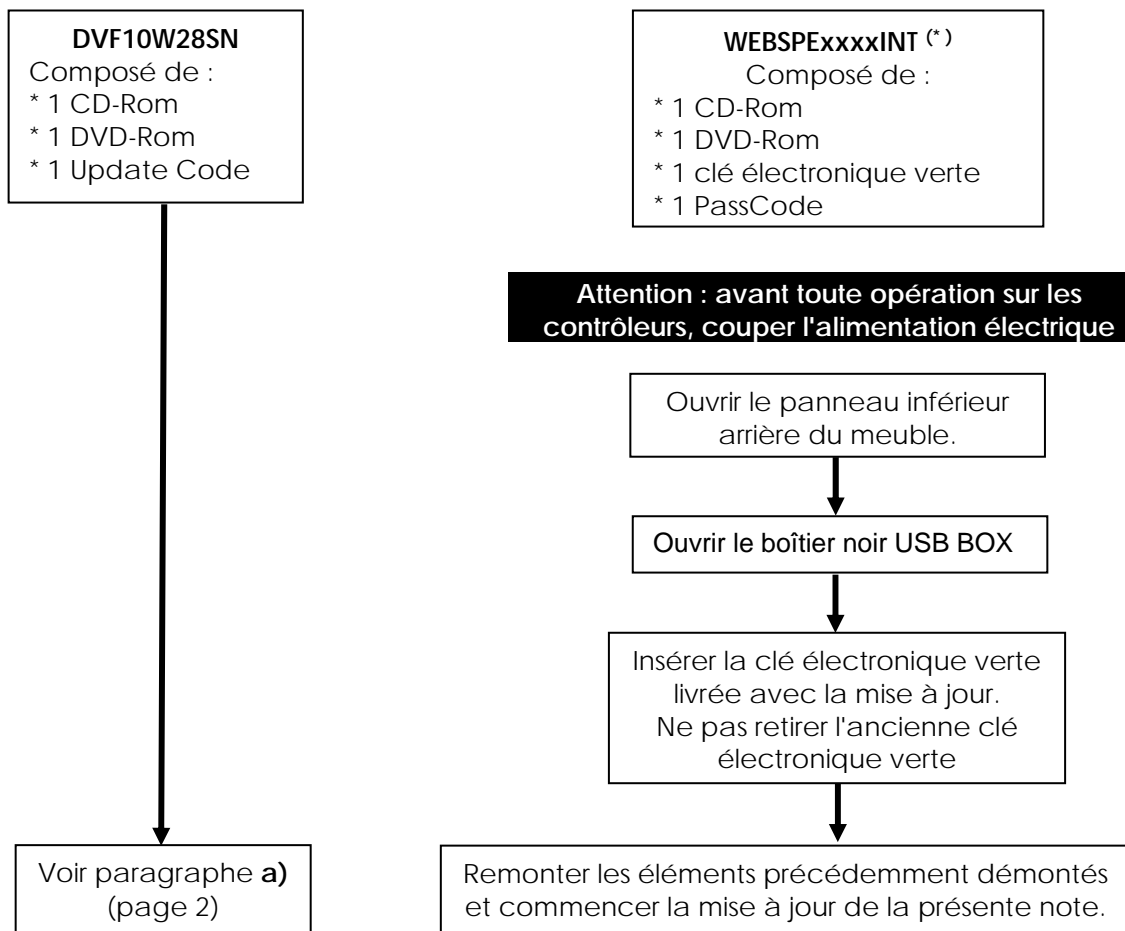 DVF10W28SN
Composé de :
* 1 CD-Rom
* 1 DVD-Rom
* 1 Update Code
WEBSPExxxxINT (*)
Composé de :
* 1 CD-Rom
* 1 DVD-Rom
* 1 clé électronique verte
* 1 PassCode
Attention : avant toute opération sur les
contrôleurs, couper l'alimentation électrique
Ouvrir le panneau inférieur
arrière du meuble.
Ouvrir le boîtier noir USB BOX
Insérer la clé électronique verte
livrée avec la mise à jour.
Ne pas retirer l'ancienne clé
électronique verte
Voir paragraphe a)
(page 2)
Remonter les éléments précédemment démontés
et commencer la mise à jour de la présente note.